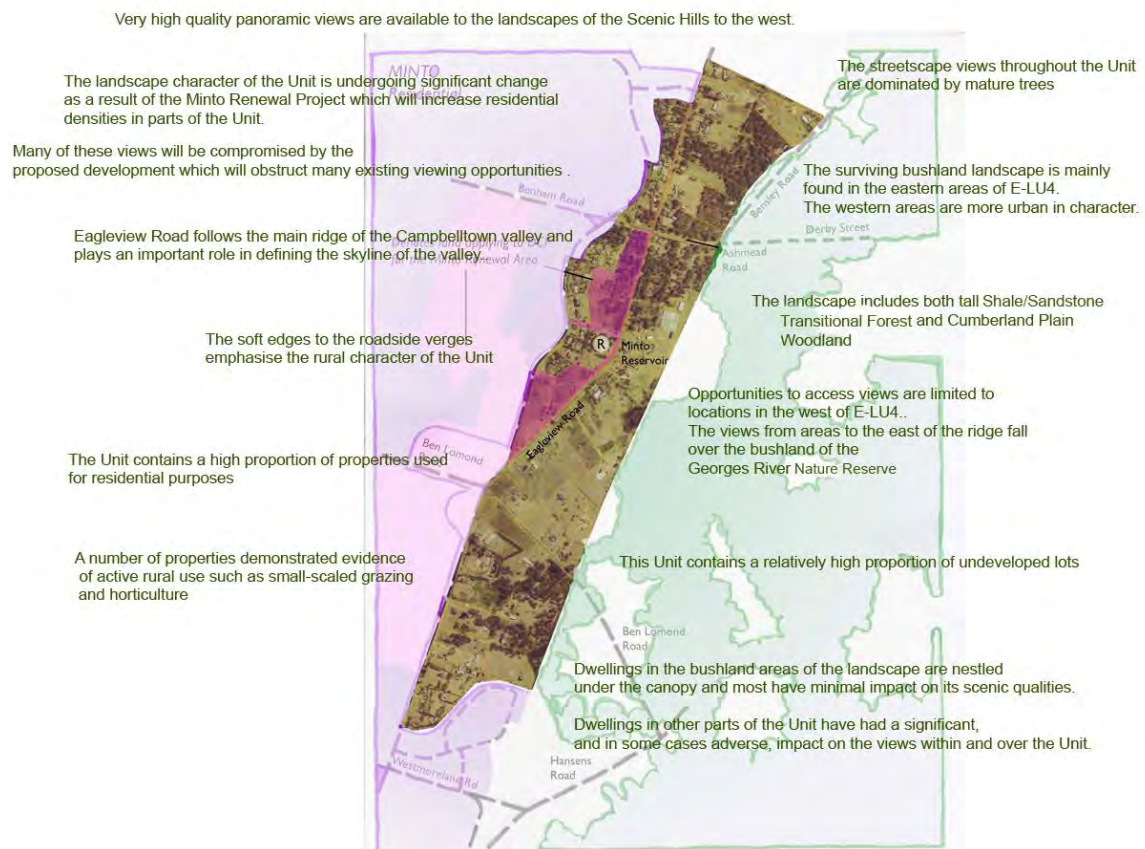 Very high quality panoramic views are available to the landscapes of the Scenic Hills to the west.
MINTO
Residential
The landscape character of the Unit is undergoing significant change
as a result of the Minto Renewal Project which will increase residential
densities in parts of the Unit.
The streetscape views throughout the Unit
are dominated by mature trees
Many of these views will be compromised by the
proposed development which will obstruct many existing viewing opportunities .
Benham Road
Bensley Road
The surviving bushland landscape is mainly
found in the eastern areas of E-LU4.
The western areas are more urban in character.
Derby Street
Eagleview Road follows the main ridge of the Campbelltown valley and
plays an important role in defining the skyline of the valley..
Denotes land applying to DCP
for the Minto Renewal Area
Ashmead
Road
The landscape includes both tall Shale/Sandstone
Transitional Forest and Cumberland Plain
Woodland
The soft edges to the roadside verges
emphasise the rural character of the Unit
R
Minto
Reservoir
Opportunities to access views are limited to
locations in the west of E-LU4..
The views from areas to the east of the ridge fall
over the bushland of the
Georges River Nature Reserve
Eagleview Road
Ben Lomond
The Unit contains a high proportion of properties used
for residential purposes
A number of properties demonstrated evidence
of active rural use such as small-scaled grazing
and horticulture
This Unit contains a relatively high proportion of undeveloped lots
Ben Lomond
Road
Dwellings in the bushland areas of the landscape are nestled
under the canopy and most have minimal impact on its scenic qualities.
Dwellings in other parts of the Unit have had a significant,
and in some cases adverse, impact on the views within and over the Unit.
Hansens
Road
Westmoreland Rd